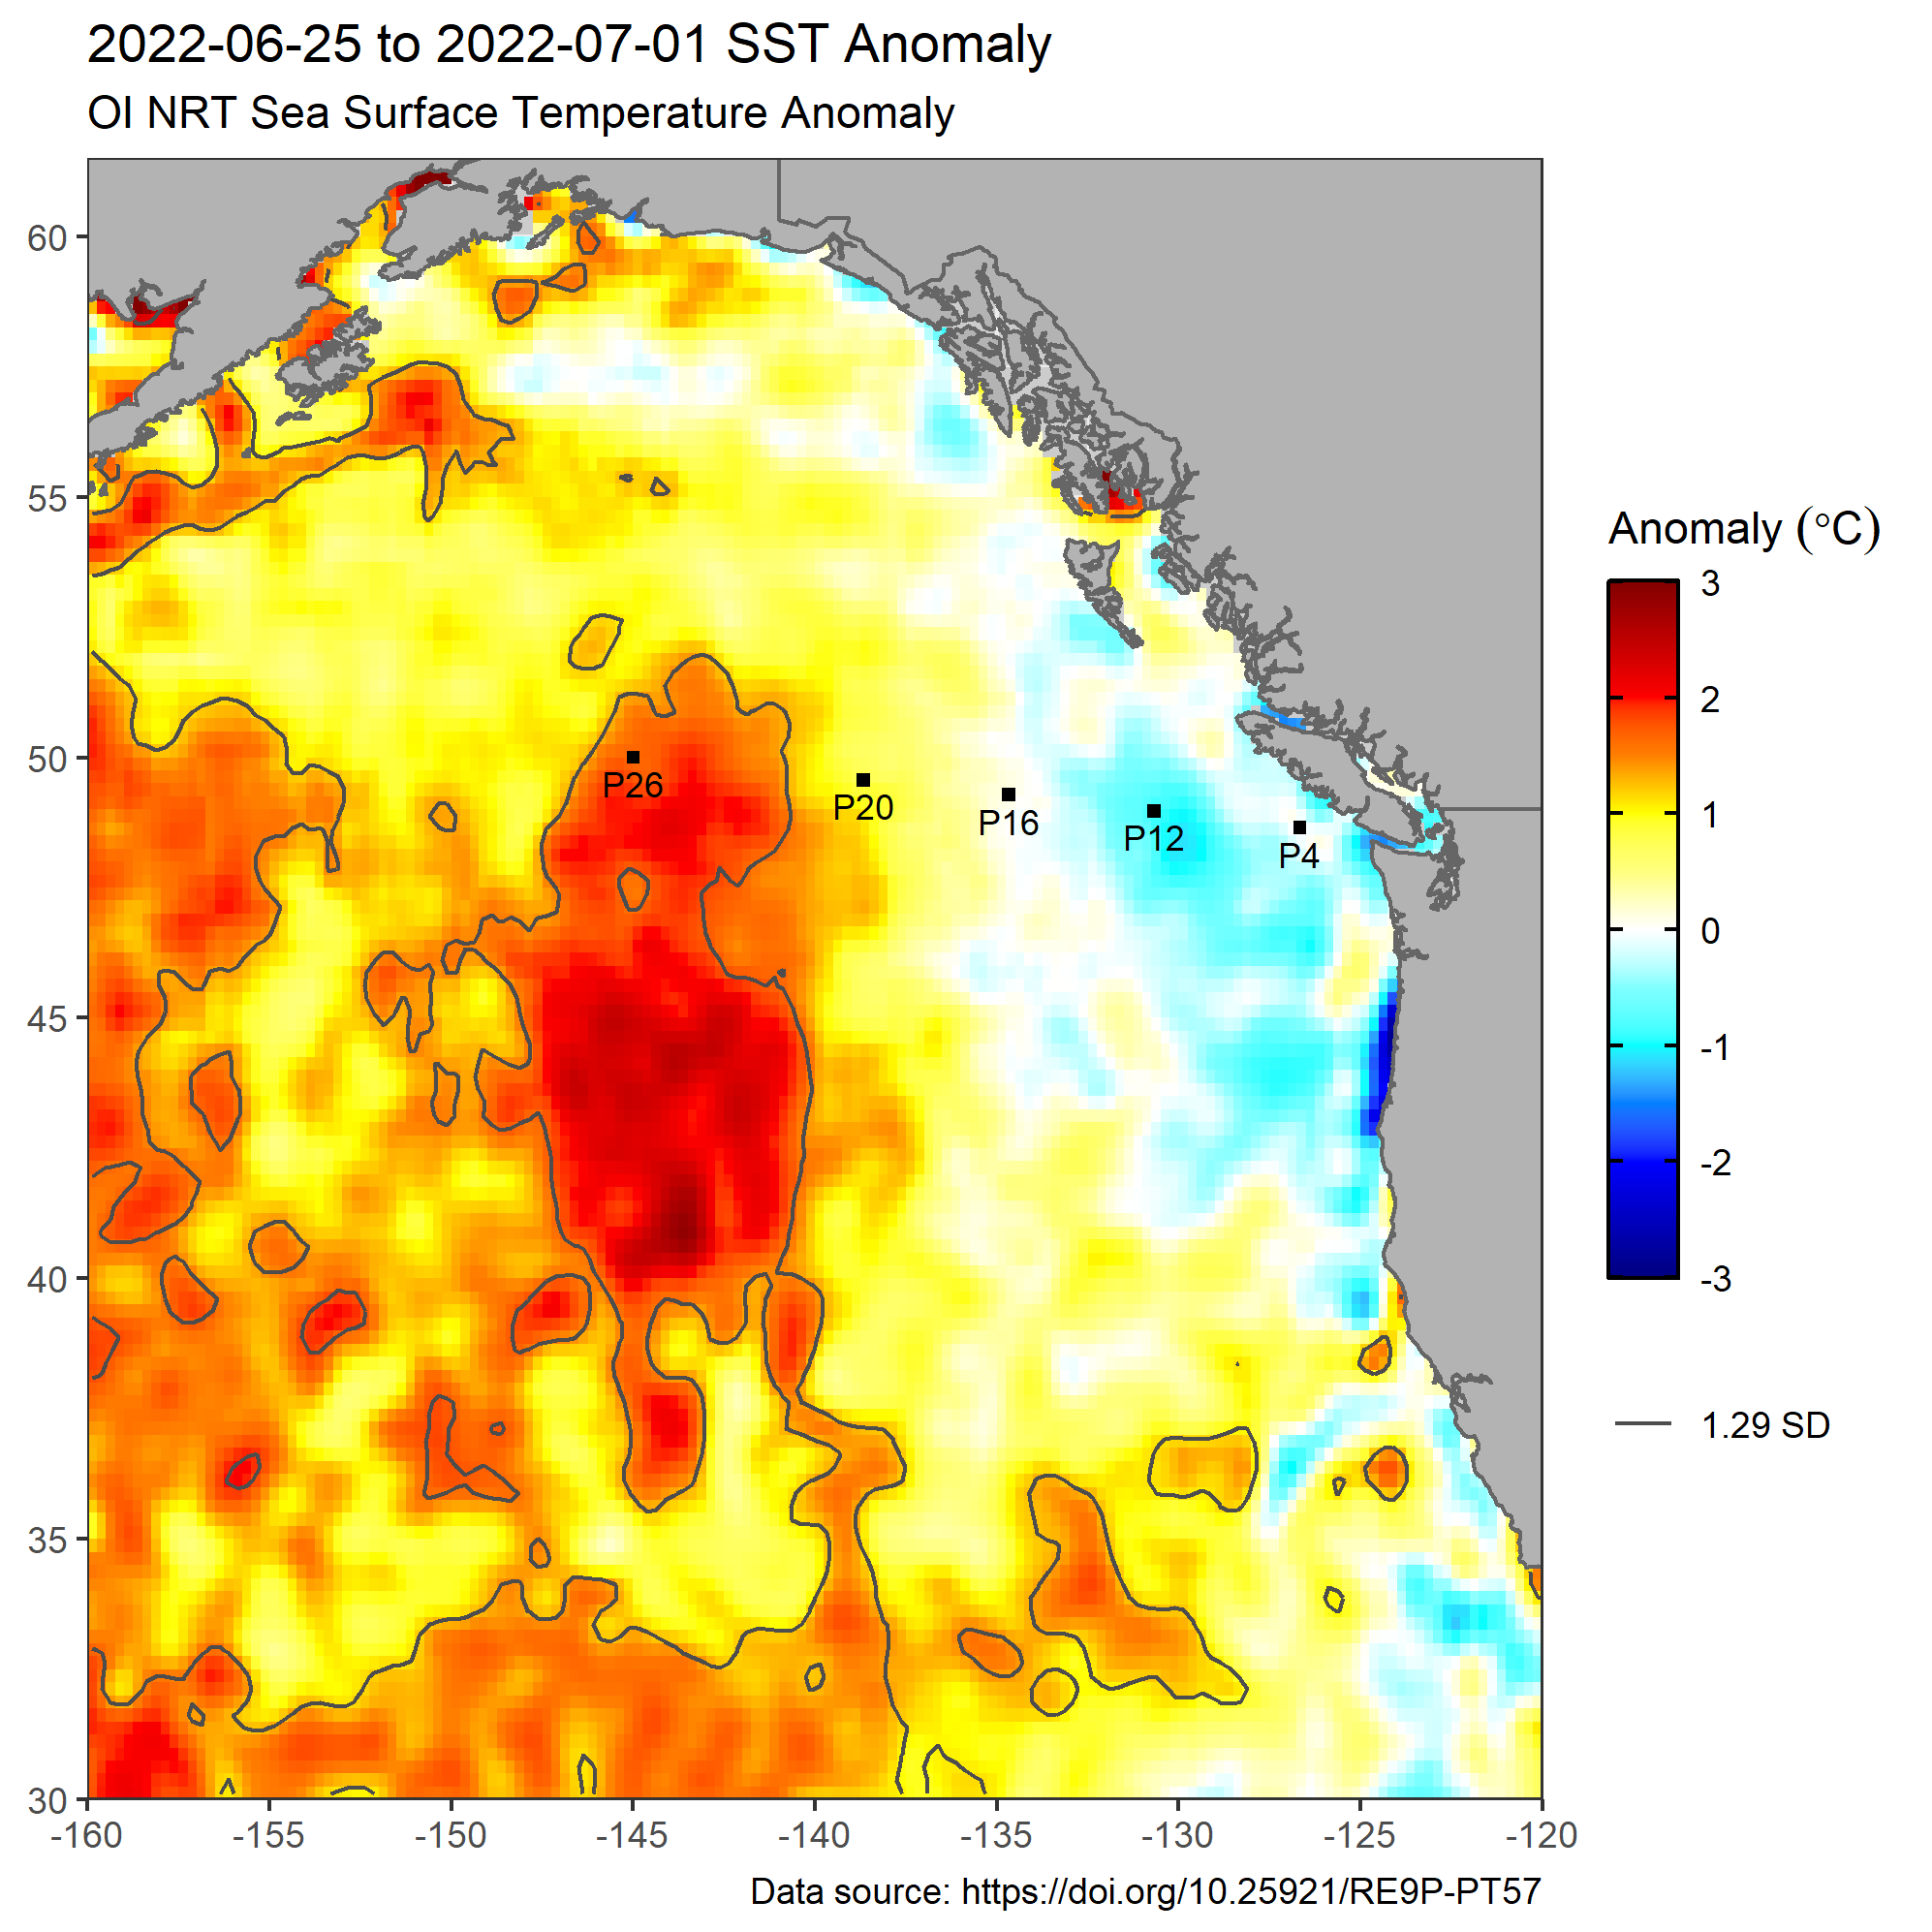 2022-06-25 to 2022-07-01 SST Anomaly
OI NRT Sea Surface Temperature Anomaly
60
55
50
45
40
35
30
-160
-155
-150
-145
-140
-135
-130
-125
-120
P26
P20
P16
P12
P4
Anomaly (°C)
3
2
1
0
-1
-2
-3
1.29 SD
Data source: https://doi.org/10.25921/RE9P-PT57